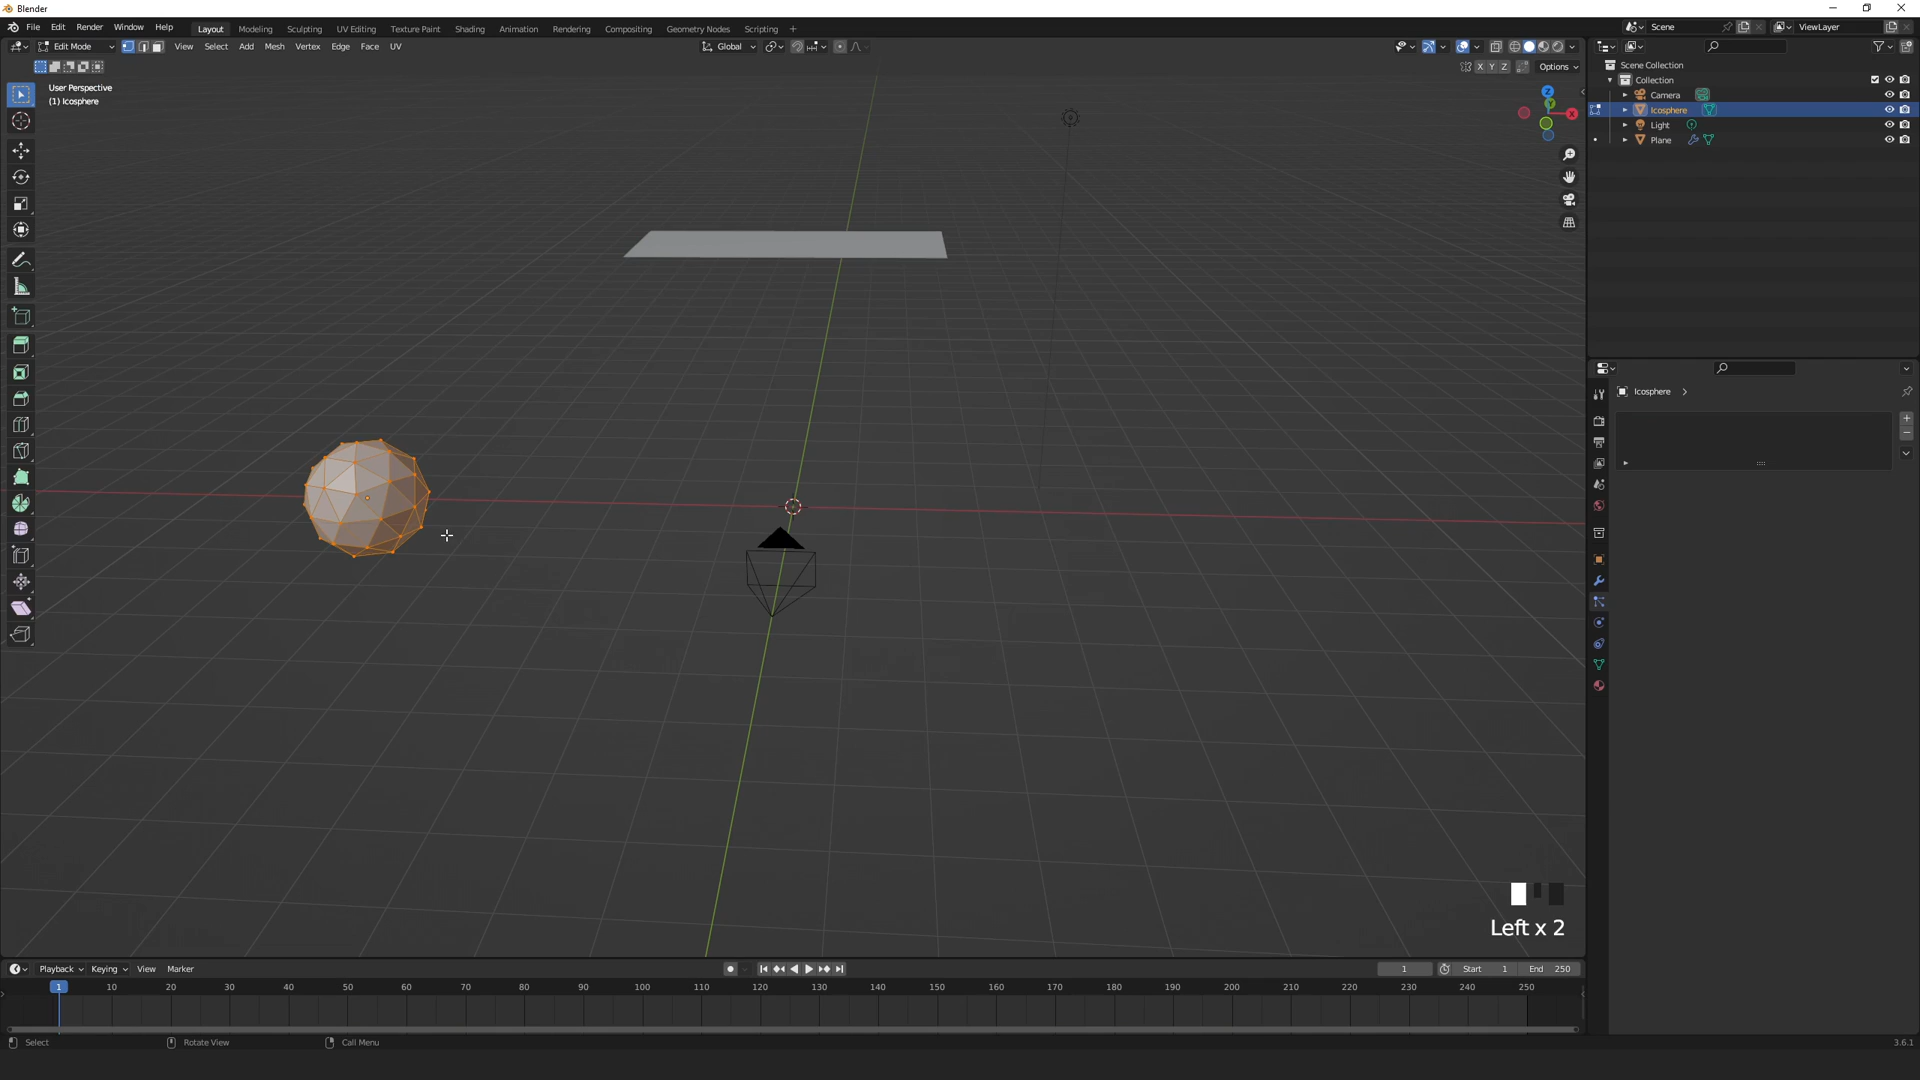 Blender
File Edit Render Window Help Layout Modeling Sculpting UV Editing Texture Paint Shading Animation Rendering Compositing Geometry Nodes Scripting + Scene ViewLayer
Edit Mode View Select Add Mesh Vertex Edge Face UV Global
X Y Z Options
User Perspective
(1) Icosphere
Z
Y
X
Scene Collection
Collection
Camera
Icosphere
Light
Plane
Icosphere
Left x 2
Playback Keying View Marker 1 Start 1 End 250
1 10 20 30 40 50 60 70 80 90 100 110 120 130 140 150 160 170 180 190 200 210 220 230 240 250
Select Rotate View Call Menu 3.6.1